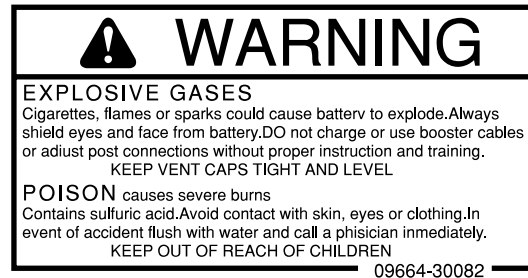 WARNING
EXPLOSIVE GASES
Cigarettes, flames or sparks could cause batterv to explode.Always
shield eyes and face from battery.DO not charge or use booster cables
or adiust post connections without proper instruction and training.
KEEP VENT CAPS TIGHT AND LEVEL
POISON causes severe burns
Contains sulfuric acid.Avoid contact with skin, eyes or clothing.In
event of accident flush with water and call a phisician inmediately.
KEEP OUT OF REACH OF CHILDREN
09664-30082